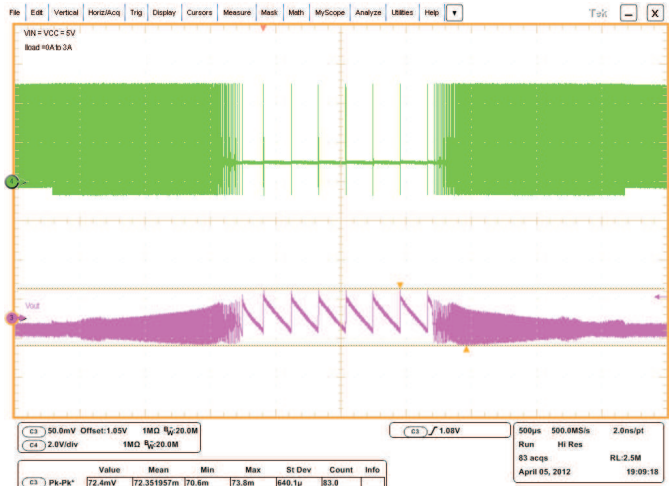 File Edit Vertical Horiz/Acq Trig Display Cursors Measure Mask Math MyScope Analyze Utilities Help Tek X
VIN = VCC = 5V
Iload =0A to 3A
4
Vout
3
C3 50.0mV Offset:1.05V 1MΩ BW:20.0M
C4 2.0V/div 1MΩ BW:20.0M
C3 1.08V
500µs 500.0MS/s 2.0ns/pt
Run Hi Res
83 acqs RL:2.5M
April 05, 2012 19:09:18
Value Mean Min Max St Dev Count Info
C3 Pk-Pk* 72.4mV 72.351957m 70.6m 73.8m 640.1µ 83.0